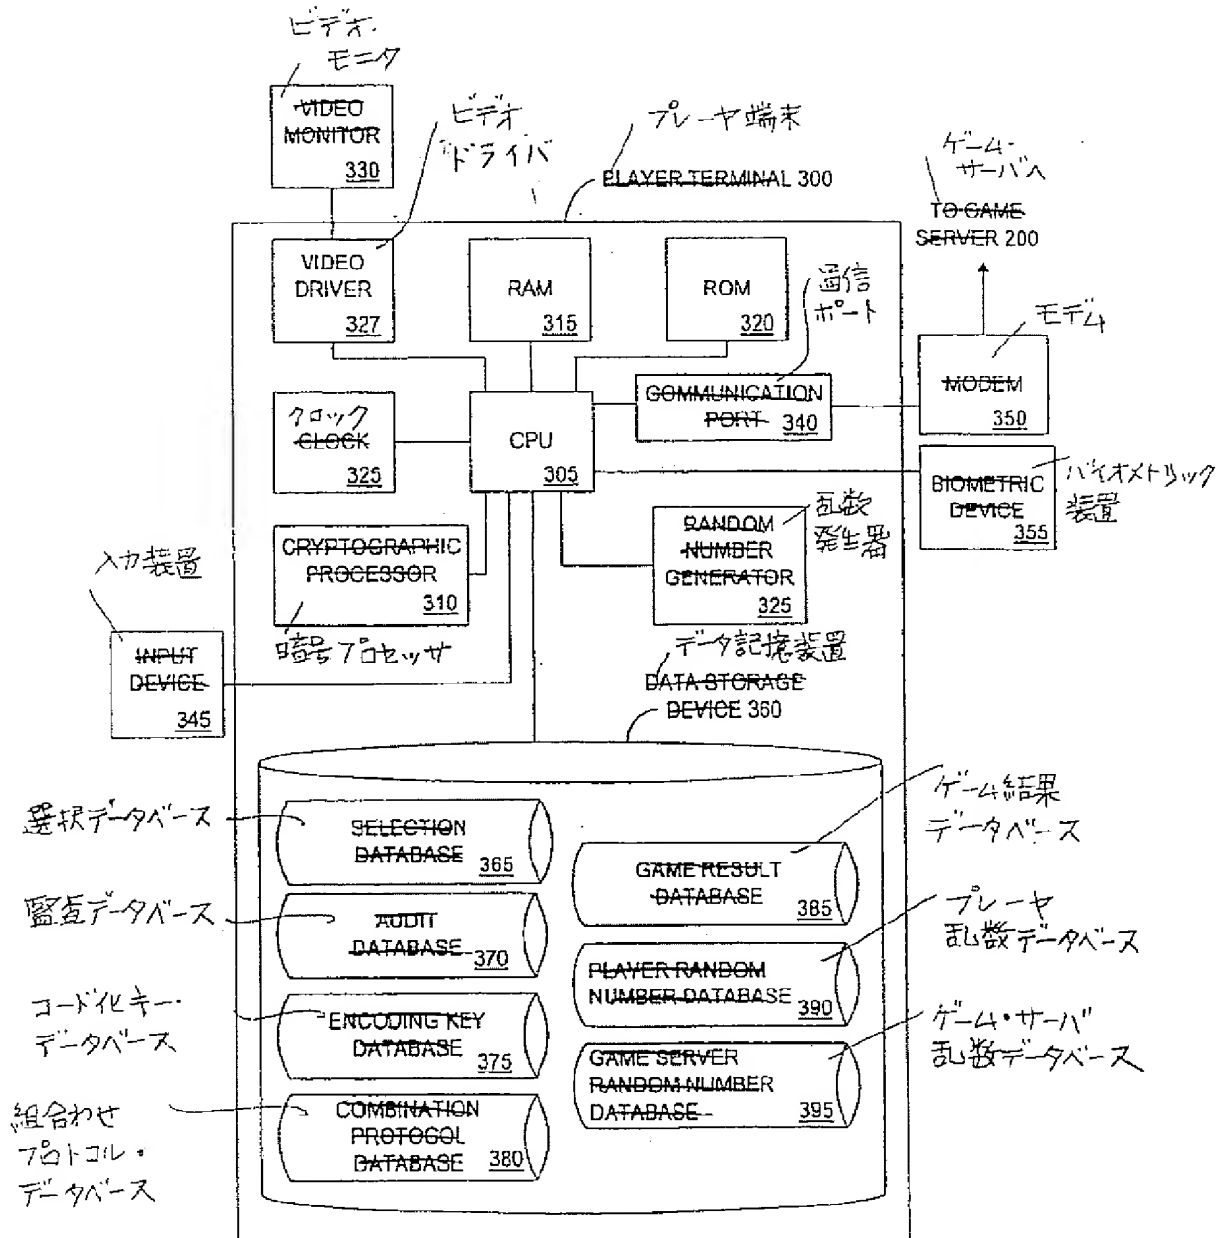 ビデオ・
モニタ
VIDEO
MONITOR
330
ビデオ
ドライバ
プレーヤ端末
PLAYER TERMINAL 300
ゲーム・
サーバへ
TO GAME
SERVER 200
VIDEO
DRIVER
327
RAM
315
ROM
320
通信
ポート
モデム
MODEM
350
COMMUNICATION
PORT 340
クロック
CLOCK
325
CPU
305
BIOMETRIC
DEVICE
355
バイオメトリック
装置
CRYPTOGRAPHIC
PROCESSOR
310
暗号プロセッサ
RANDOM
NUMBER
GENERATOR
325
乱数
発生器
入力装置
INPUT
DEVICE
345
データ記憶装置
DATA STORAGE
DEVICE 360
選択データベース
SELECTION
DATABASE 365
監査データベース
AUDIT
DATABASE 370
コード化キー・
データベース
ENCODING KEY
DATABASE 375
組合わせ
プロトコル・
データベース
COMBINATION
PROTOCOL
DATABASE 380
ゲーム結果
データベース
GAME RESULT
DATABASE
385
プレーヤ
乱数データベース
PLAYER RANDOM
NUMBER DATABASE
390
ゲーム・サーバ
乱数データベース
GAME SERVER
RANDOM NUMBER
DATABASE 395